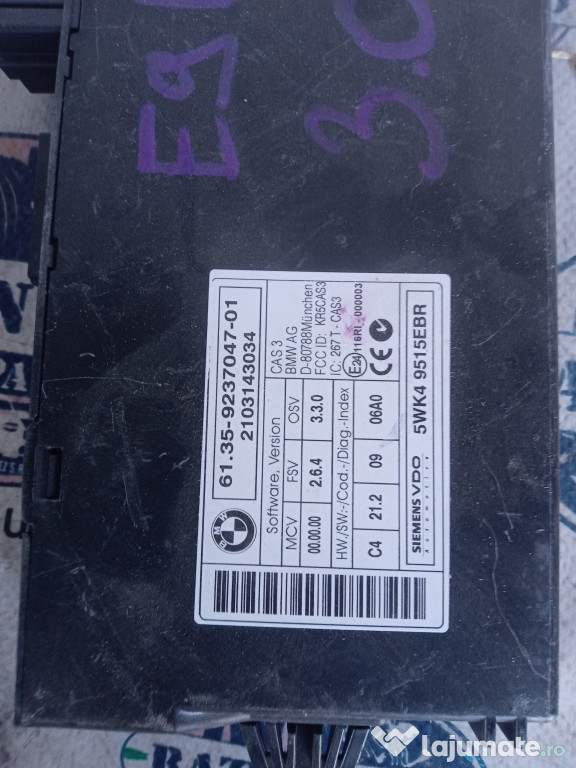 3.0
61.35-9237047-01
2103143034
Software, Version
CAS 3
BMW AG
MCV FSV OSV
D-80788München
00.00.00 2.6.4 3.3.0
FCC ID: KR5CAS3
IC: 267 T - CAS3
HW./SW.-/Cod.-/Diag.-Index
E24 116RI-000003
C4 21.2 09 06A0
CE
SIEMENS VDO
Automotive
5WK4 9515EBR
BMW
lajumate.ro